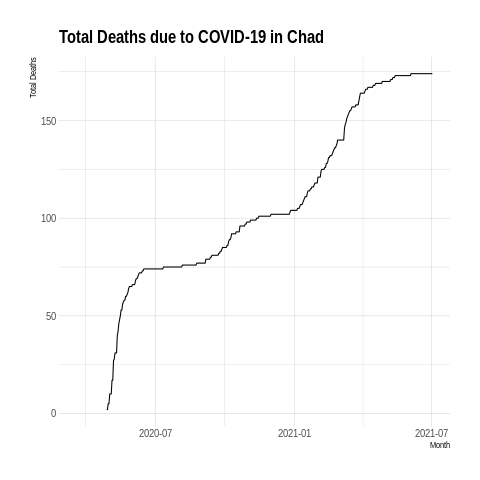 Total Deaths due to COVID-19 in Chad
Total Deaths
150
100
50
0
2020-07
2021-01
2021-07
Month